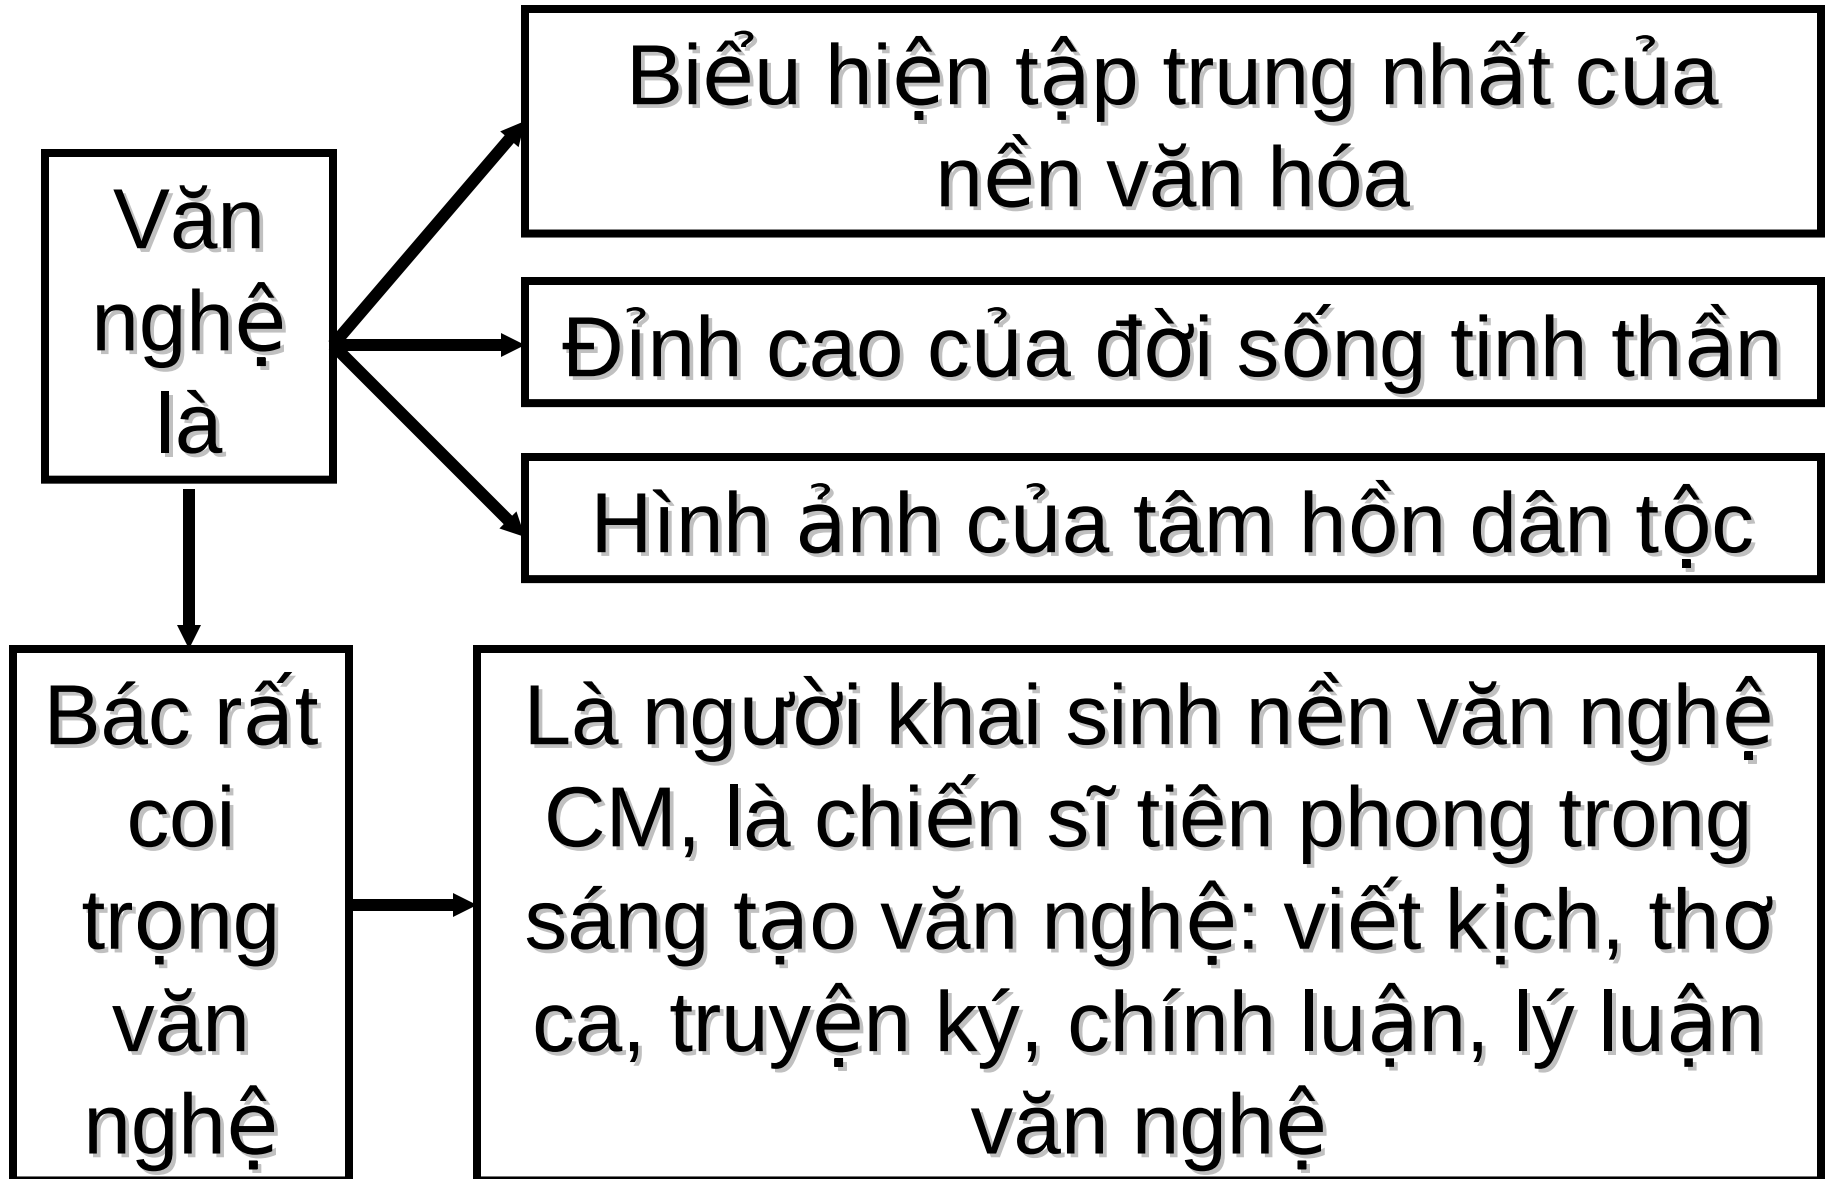 Văn
nghệ
là
Biểu hiện tập trung nhất của
nền văn hóa
Đỉnh cao của đời sống tinh thần
Hình ảnh của tâm hồn dân tộc
Bác rất
coi
trọng
văn
nghệ
Là người khai sinh nền văn nghệ
CM, là chiến sĩ tiên phong trong
sáng tạo văn nghệ: viết kịch, thơ
ca, truyện ký, chính luận, lý luận
văn nghệ